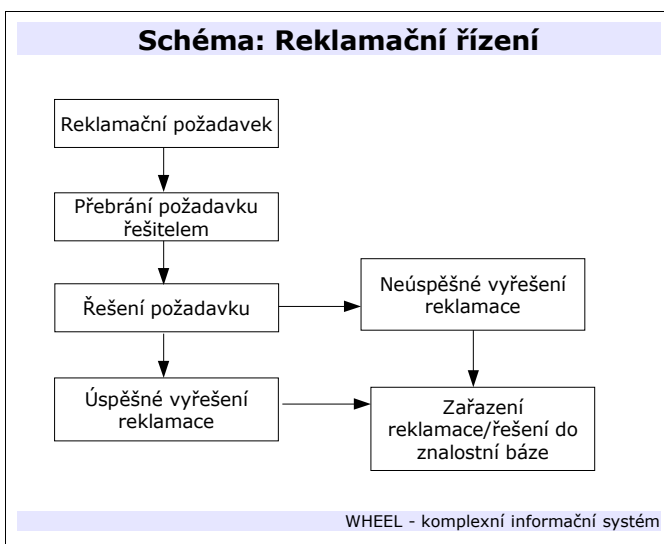 Schéma: Reklamační řízení
Reklamační požadavek
Přebrání požadavku
řešitelem
Řešení požadavku
Neúspěšné vyřešení
reklamace
Úspěšné vyřešení
reklamace
Zařazení
reklamace/řešení do
znalostní báze
WHEEL - komplexní informační systém